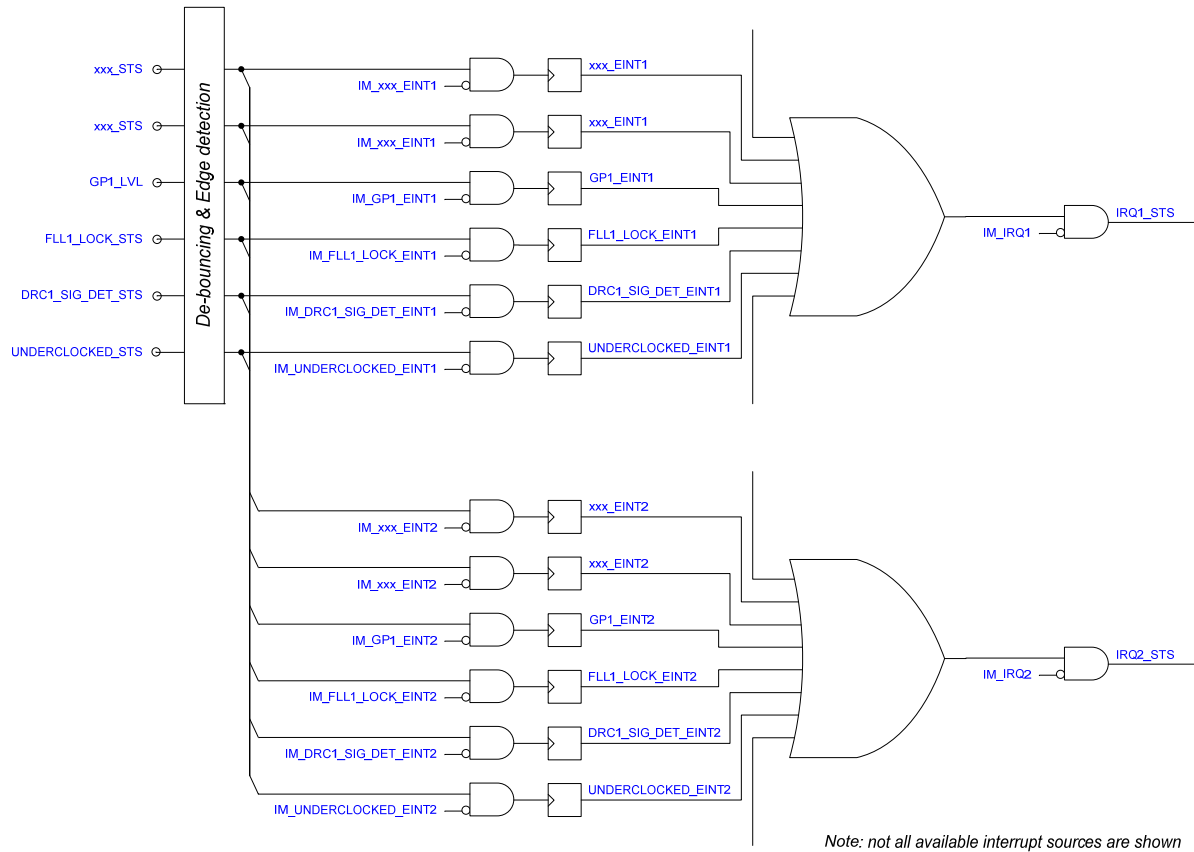 xxx_STS
xxx_EINT1
IM_xxx_EINT1
xxx_STS
xxx_EINT1
IM_xxx_EINT1
GP1_LVL
GP1_EINT1
IM_GP1_EINT1
IRQ1_STS
IM_IRQ1
FLL1_LOCK_STS
FLL1_LOCK_EINT1
IM_FLL1_LOCK_EINT1
DRC1_SIG_DET_STS
DRC1_SIG_DET_EINT1
IM_DRC1_SIG_DET_EINT1
UNDERCLOCKED_STS
UNDERCLOCKED_EINT1
IM_UNDERCLOCKED_EINT1
De-bouncing & Edge detection
xxx_EINT2
IM_xxx_EINT2
xxx_EINT2
IM_xxx_EINT2
GP1_EINT2
IM_GP1_EINT2
IRQ2_STS
IM_IRQ2
FLL1_LOCK_EINT2
IM_FLL1_LOCK_EINT2
DRC1_SIG_DET_EINT2
IM_DRC1_SIG_DET_EINT2
UNDERCLOCKED_EINT2
IM_UNDERCLOCKED_EINT2
Note: not all available interrupt sources are shown